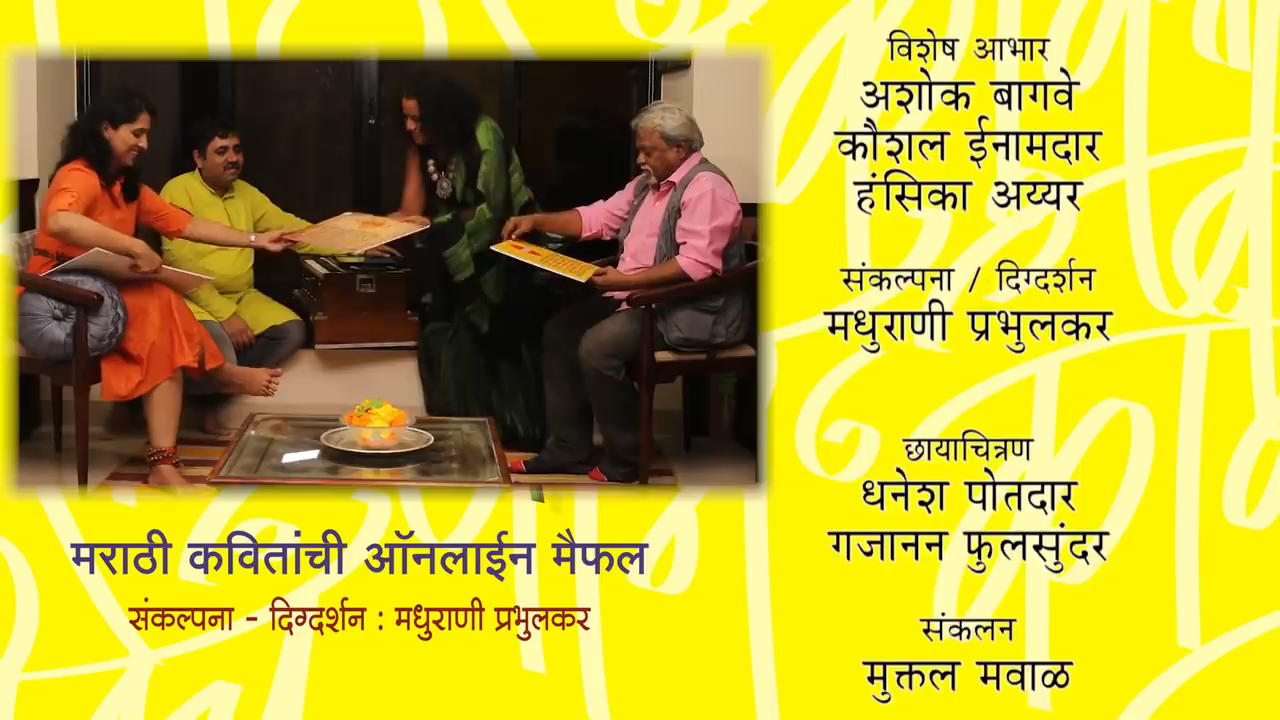 मराठी कवितांची ऑनलाईन मैफल
संकल्पना - दिग्दर्शन : मधुराणी प्रभुलकर
विशेष आभार
अशोक बागवे
कौशल ईनामदार
हंसिका अय्यर
संकल्पना / दिग्दर्शन
मधुराणी प्रभुलकर
छायाचित्रण
धनेश पोतदार
गजानन फुलसुंदर
संकलन
मुक्तल मवाळ